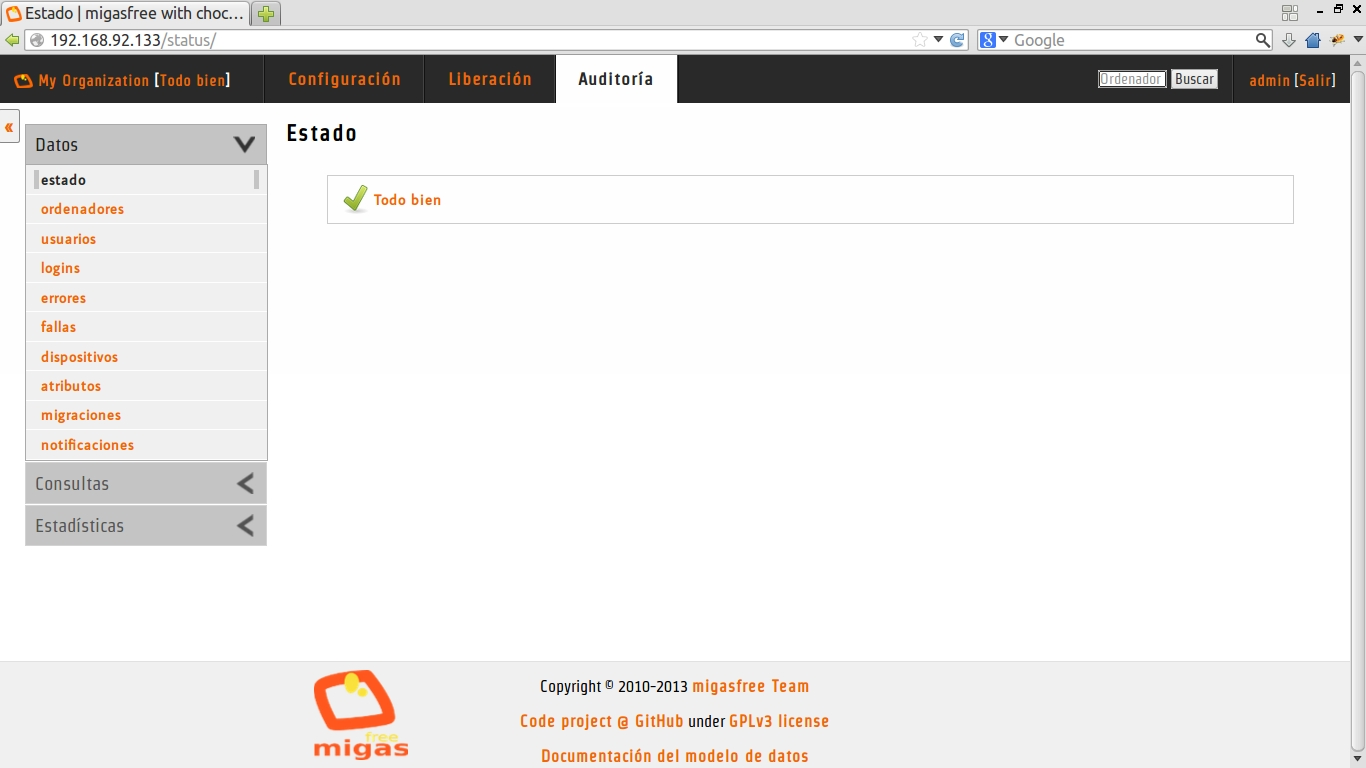 Estado | migasfree with choc...
192.168.92.133/status/
Google
My Organization [Todo bien]
Configuración
Liberación
Auditoría
Ordenador
Buscar
admin [Salir]
«
Datos
estado
ordenadores
usuarios
logins
errores
fallas
dispositivos
atributos
migraciones
notificaciones
Consultas
Estadísticas
Estado
Todo bien
free
migas
Copyright © 2010-2013 migasfree Team
Code project @ GitHub under GPLv3 license
Documentación del modelo de datos